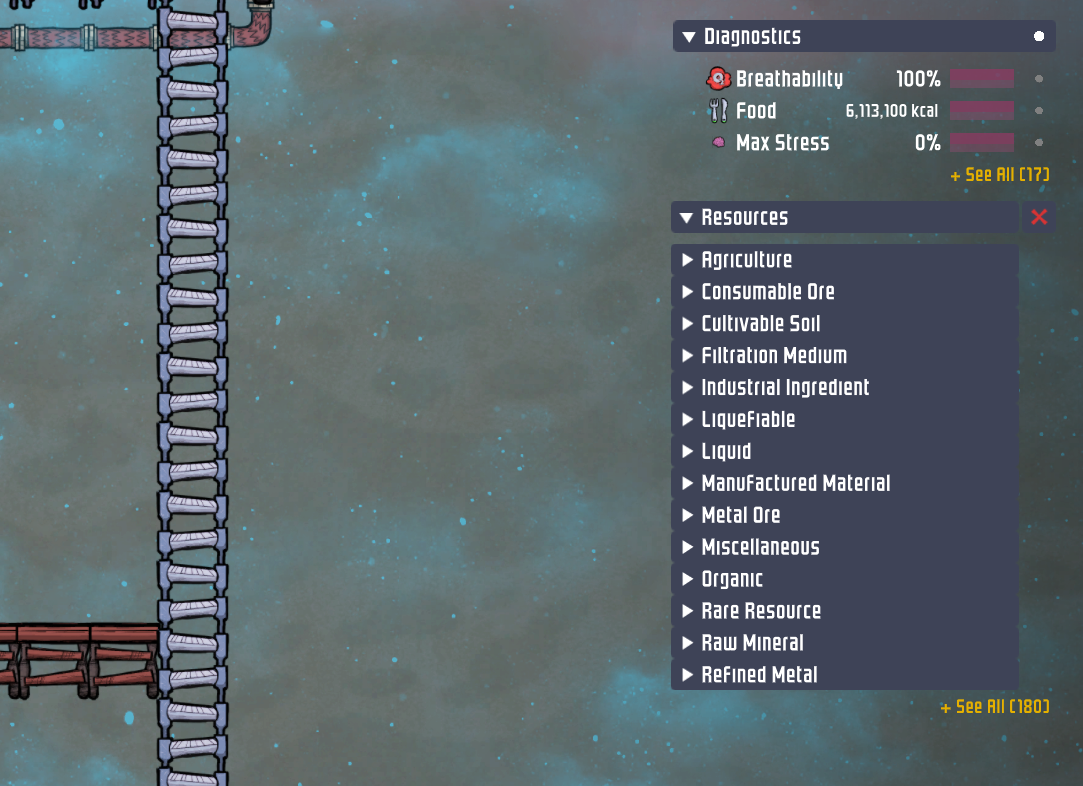 Diagnostics
Breathability 100%
Food 6,113,100 kcal
Max Stress 0%
+ See All (17)
Resources
Agriculture
Consumable Ore
Cultivable Soil
Filtration Medium
Industrial Ingredient
Liquefiable
Liquid
Manufactured Material
Metal Ore
Miscellaneous
Organic
Rare Resource
Raw Mineral
Refined Metal
+ See All (180)